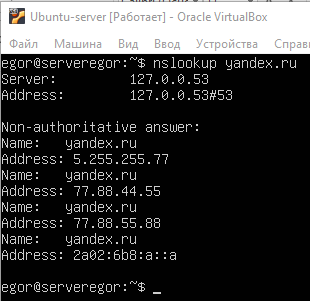 Ubuntu-server [Работает] - Oracle VirtualBox
Файл Машина Вид Ввод Устройства Справка
egor@serveregor:~$ nslookup yandex.ru
Server: 127.0.0.53
Address: 127.0.0.53#53
Non-authoritative answer:
Name: yandex.ru
Address: 5.255.255.77
Name: yandex.ru
Address: 77.88.44.55
Name: yandex.ru
Address: 77.88.55.88
Name: yandex.ru
Address: 2a02:6b8:a::a
egor@serveregor:~$ _